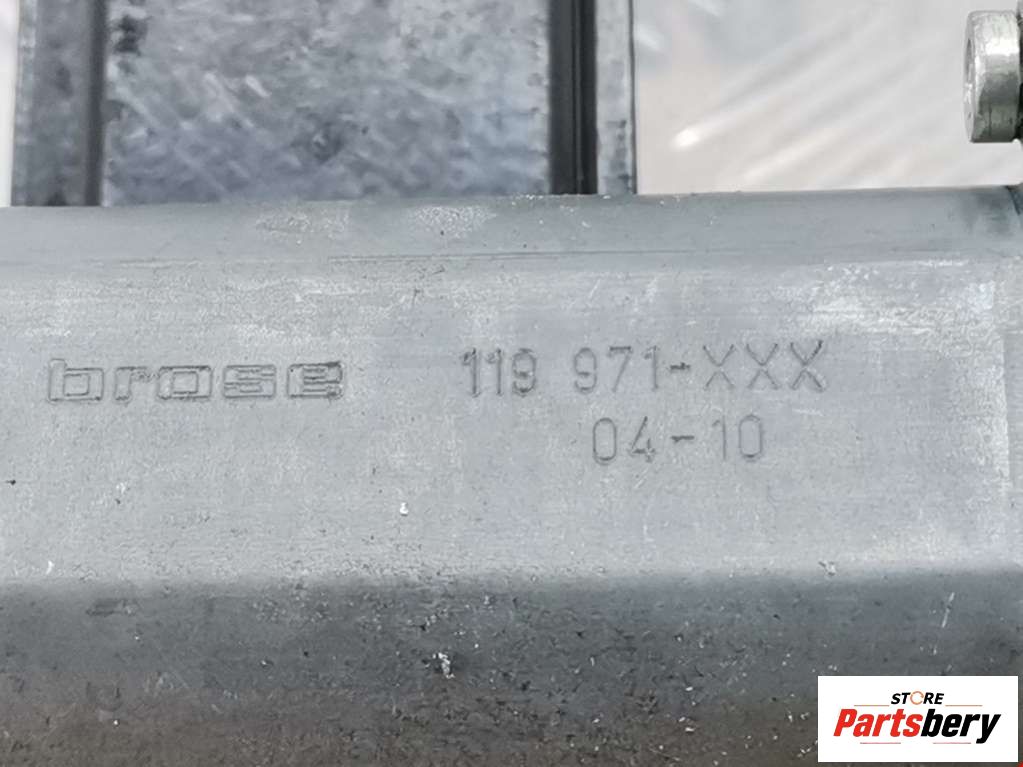 brose 119 971-XXX
04-10
STORE
Partsbery